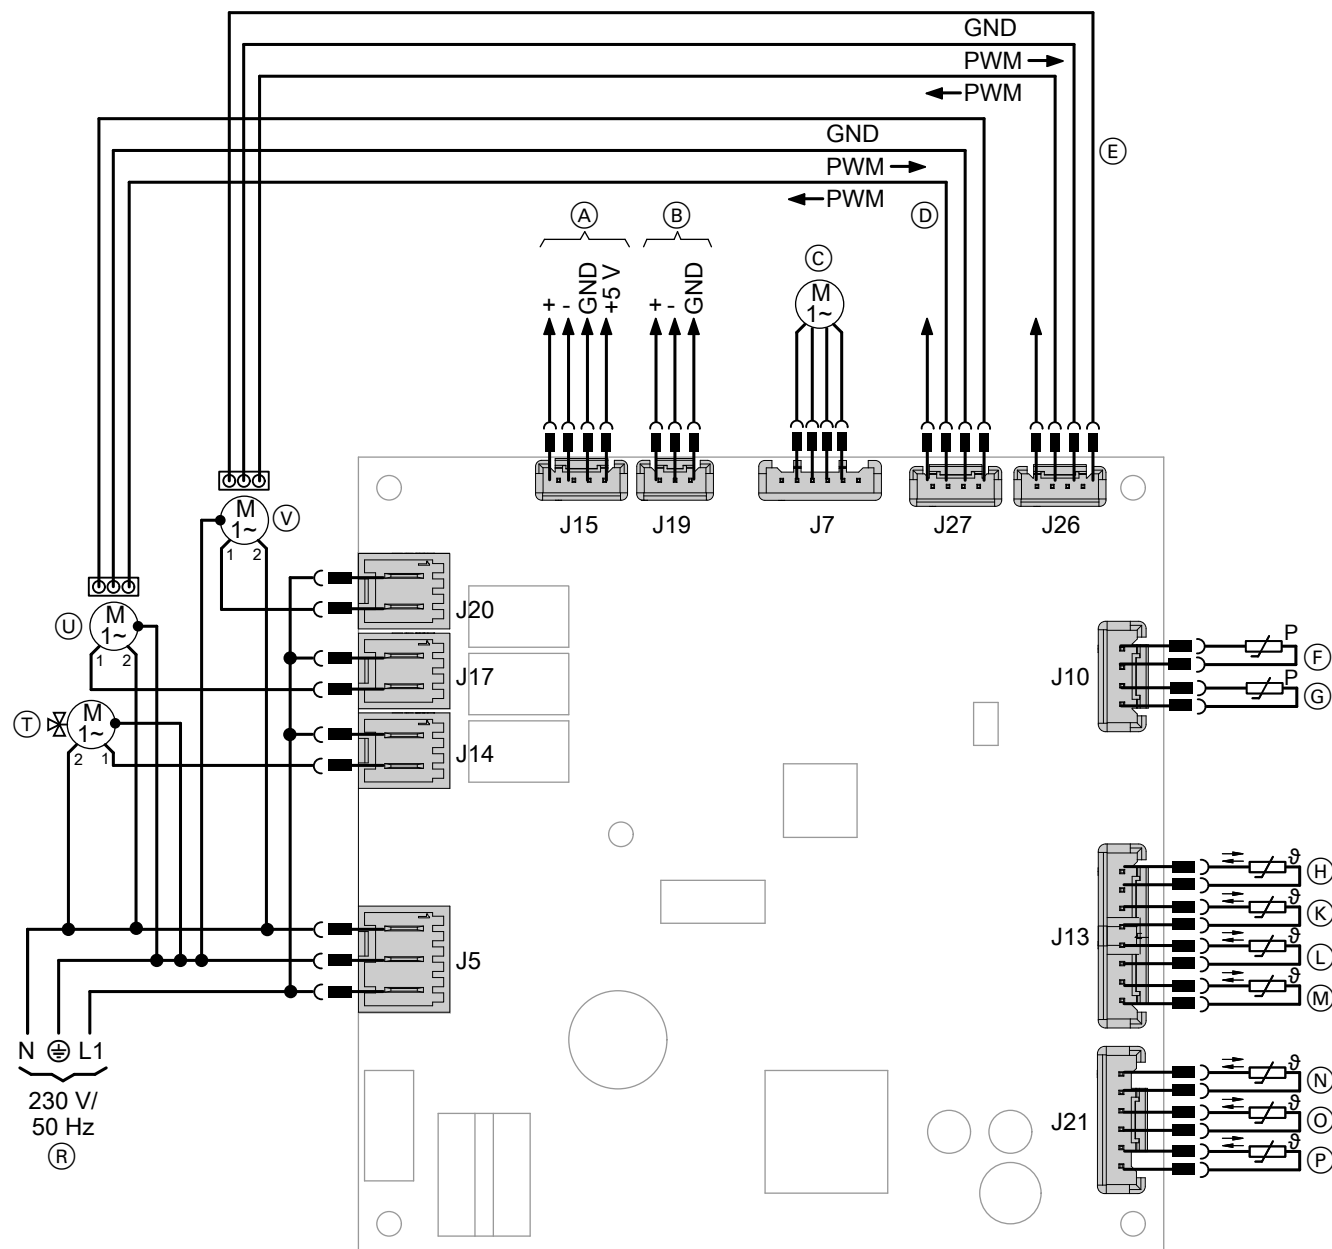 GND
PWM
PWM
GND
PWM
PWM
E
D
A
B
C
+ - GND +5 V
+ - GND
M
1~
J15
J19
J7
J27
J26
M
1~
V
1 2
J20
U
M
1~
1 2
J17
T
M
1~
2 1
J14
J10
P
F
P
G
J13
ϑ
H
ϑ
K
ϑ
L
ϑ
M
J5
N L1
230 V/
50 Hz
R
J21
ϑ
N
ϑ
O
ϑ
P